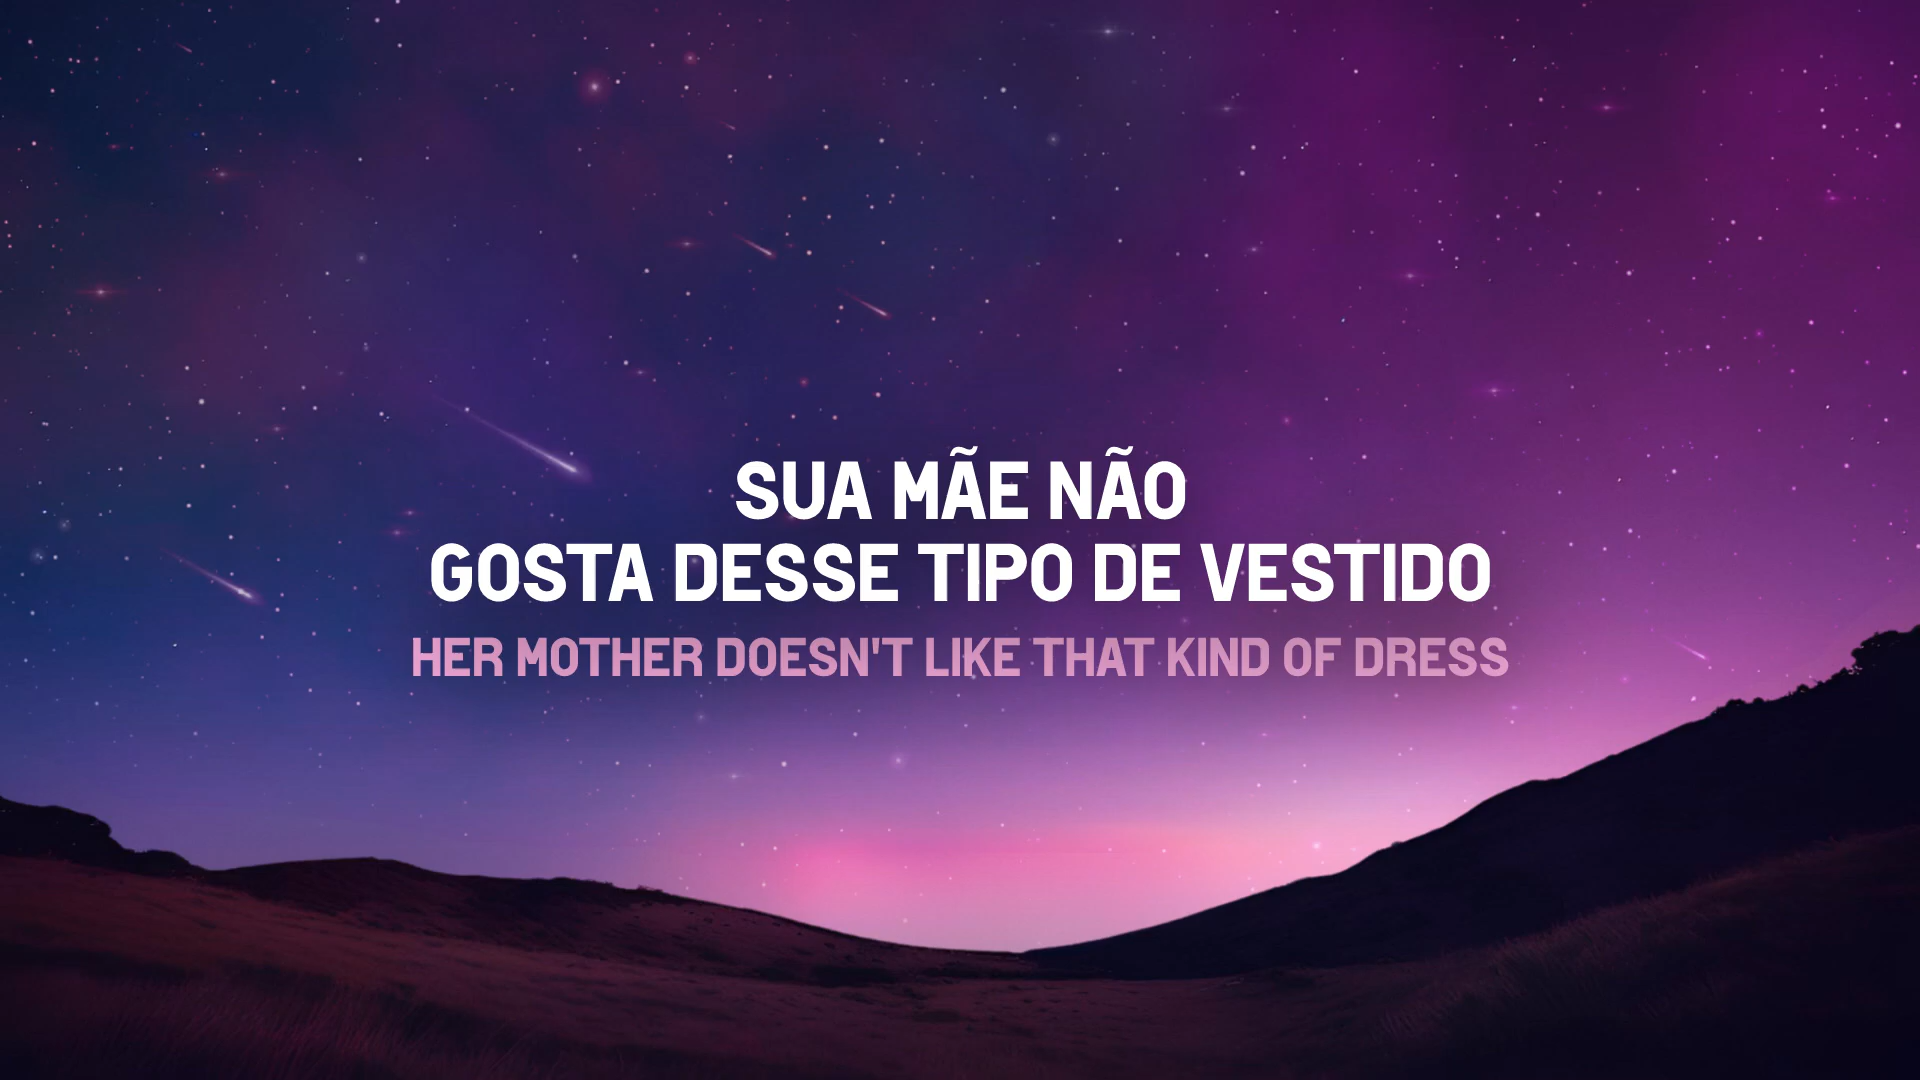 SUA MÃE NÃO
GOSTA DESSE TIPO DE VESTIDO
HER MOTHER DOESN'T LIKE THAT KIND OF DRESS